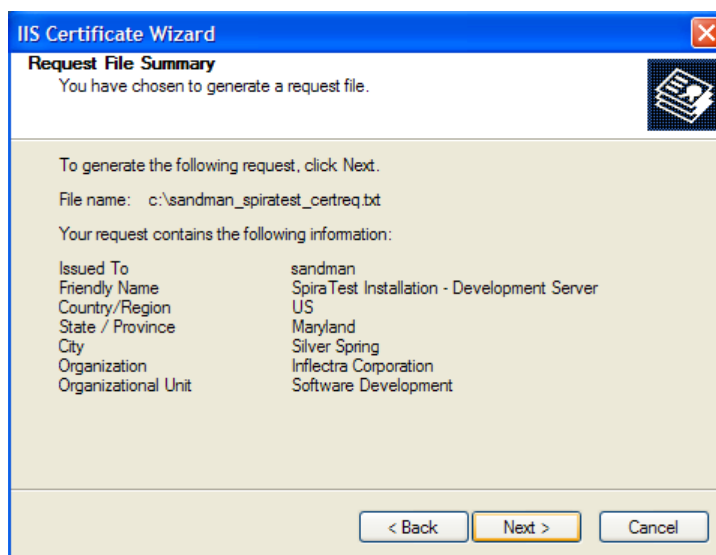 IIS Certificate Wizard
Request File Summary
You have chosen to generate a request file.
To generate the following request, click Next.
File name: c:\sandman_spiratest_certreq.txt
Your request contains the following information:
Issued To sandman
Friendly Name SpiraTest Installation - Development Server
Country/Region US
State / Province Maryland
City Silver Spring
Organization Inflectra Corporation
Organizational Unit Software Development
< Back Next > Cancel